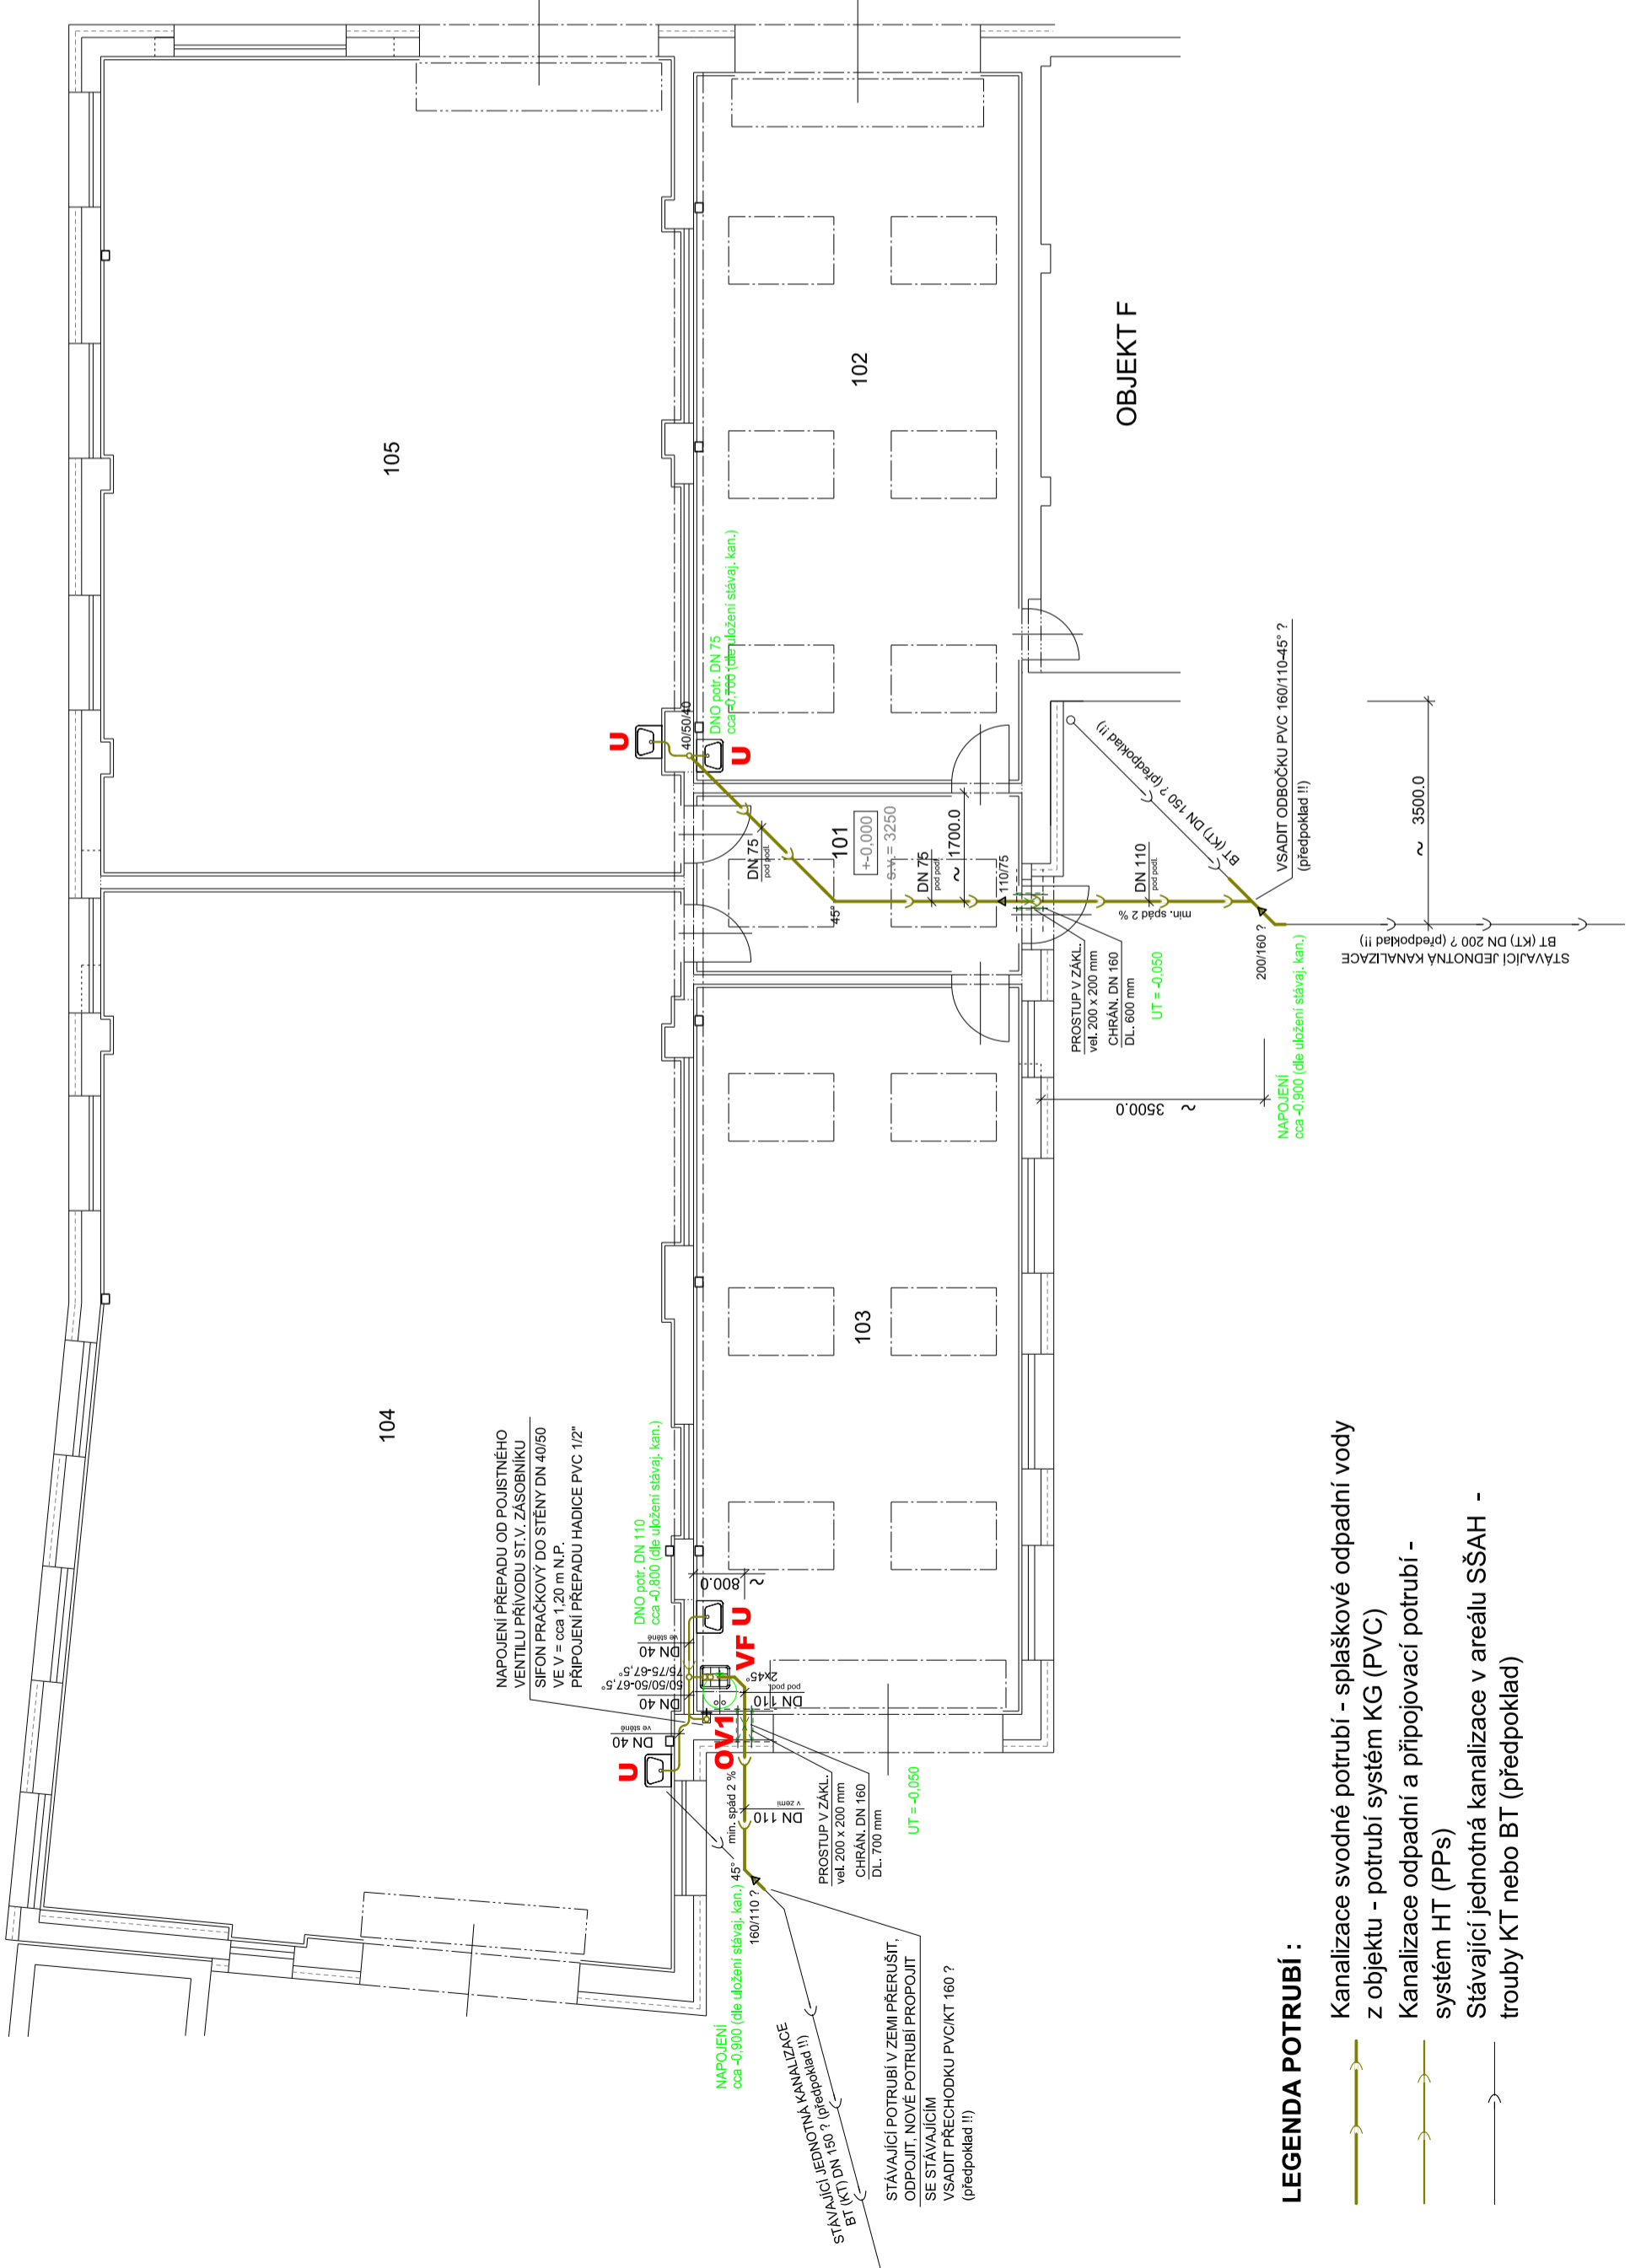 105
102
OBJEKT F
DNO potr. DN 75
cca -0,700 (dle uložení stávaj. kan.)
U
40/50/40
U
DN 75
pod podl.
101
+-0,000
s.v.= 3250
DN 75
pod podl.
~ 1700.0
45°
110/75
DN 110
pod podl.
min. spád 2 %
BT (KT) DN 150 ? (předpoklad !!)
VSADIT ODBOČKU PVC 160/110-45° ?
(předpoklad !!)
~ 3500.0
200/160 ?
STÁVAJÍCÍ JEDNOTNÁ KANALIZACE
BT (KT) DN 200 ? (předpoklad !!)
PROSTUP V ZÁKL.
vel. 200 x 200 mm
CHRÁN. DN 160
DL. 600 mm
UT = -0,050
NAPOJENÍ
cca -0,900 (dle uložení stávaj. kan.)
~ 3500.0
104
103
NAPOJENÍ PŘEPADU OD POJISTNÉHO
VENTILU PŘÍVODU ST.V. ZÁSOBNÍKU
SIFON PRAČKOVÝ DO STĚNY DN 40/50
VE V = cca 1,20 m N.P.
PŘIPOJENÍ PŘEPADU HADICE PVC 1/2"
DNO potr. DN 110
cca -0,800 (dle uložení stávaj. kan.)
~ 800.0
DN 40
ve stěně
75/75-67,5°
50/50/50-67,5°
DN 40
DN 40
ve stěně
U
VF
U
OV1
2x45°
DN 110
pod podl.
min. spád 2 %
DN 110
v zemi
45°
160/110 ?
PROSTUP V ZÁKL.
vel. 200 x 200 mm
CHRÁN. DN 160
DL. 700 mm
UT = -0,050
NAPOJENÍ
cca -0,900 (dle uložení stávaj. kan.)
STÁVAJÍCÍ JEDNOTNÁ KANALIZACE
BT (KT) DN 150 ? (předpoklad !!)
STÁVAJÍCÍ POTRUBÍ V ZEMI PŘERUŠIT,
ODPOJIT, NOVÉ POTRUBÍ PROPOJIT
SE STÁVAJÍCÍM
VSADIT PŘECHODKU PVC/KT 160 ?
(předpoklad !!)
LEGENDA POTRUBÍ :
Kanalizace svodné potrubí - splaškové odpadní vody
z objektu - potrubí systém KG (PVC)
Kanalizace odpadní a připojovací potrubí -
systém HT (PPs)
Stávající jednotná kanalizace v areálu SŠAH -
trouby KT nebo BT (předpoklad)